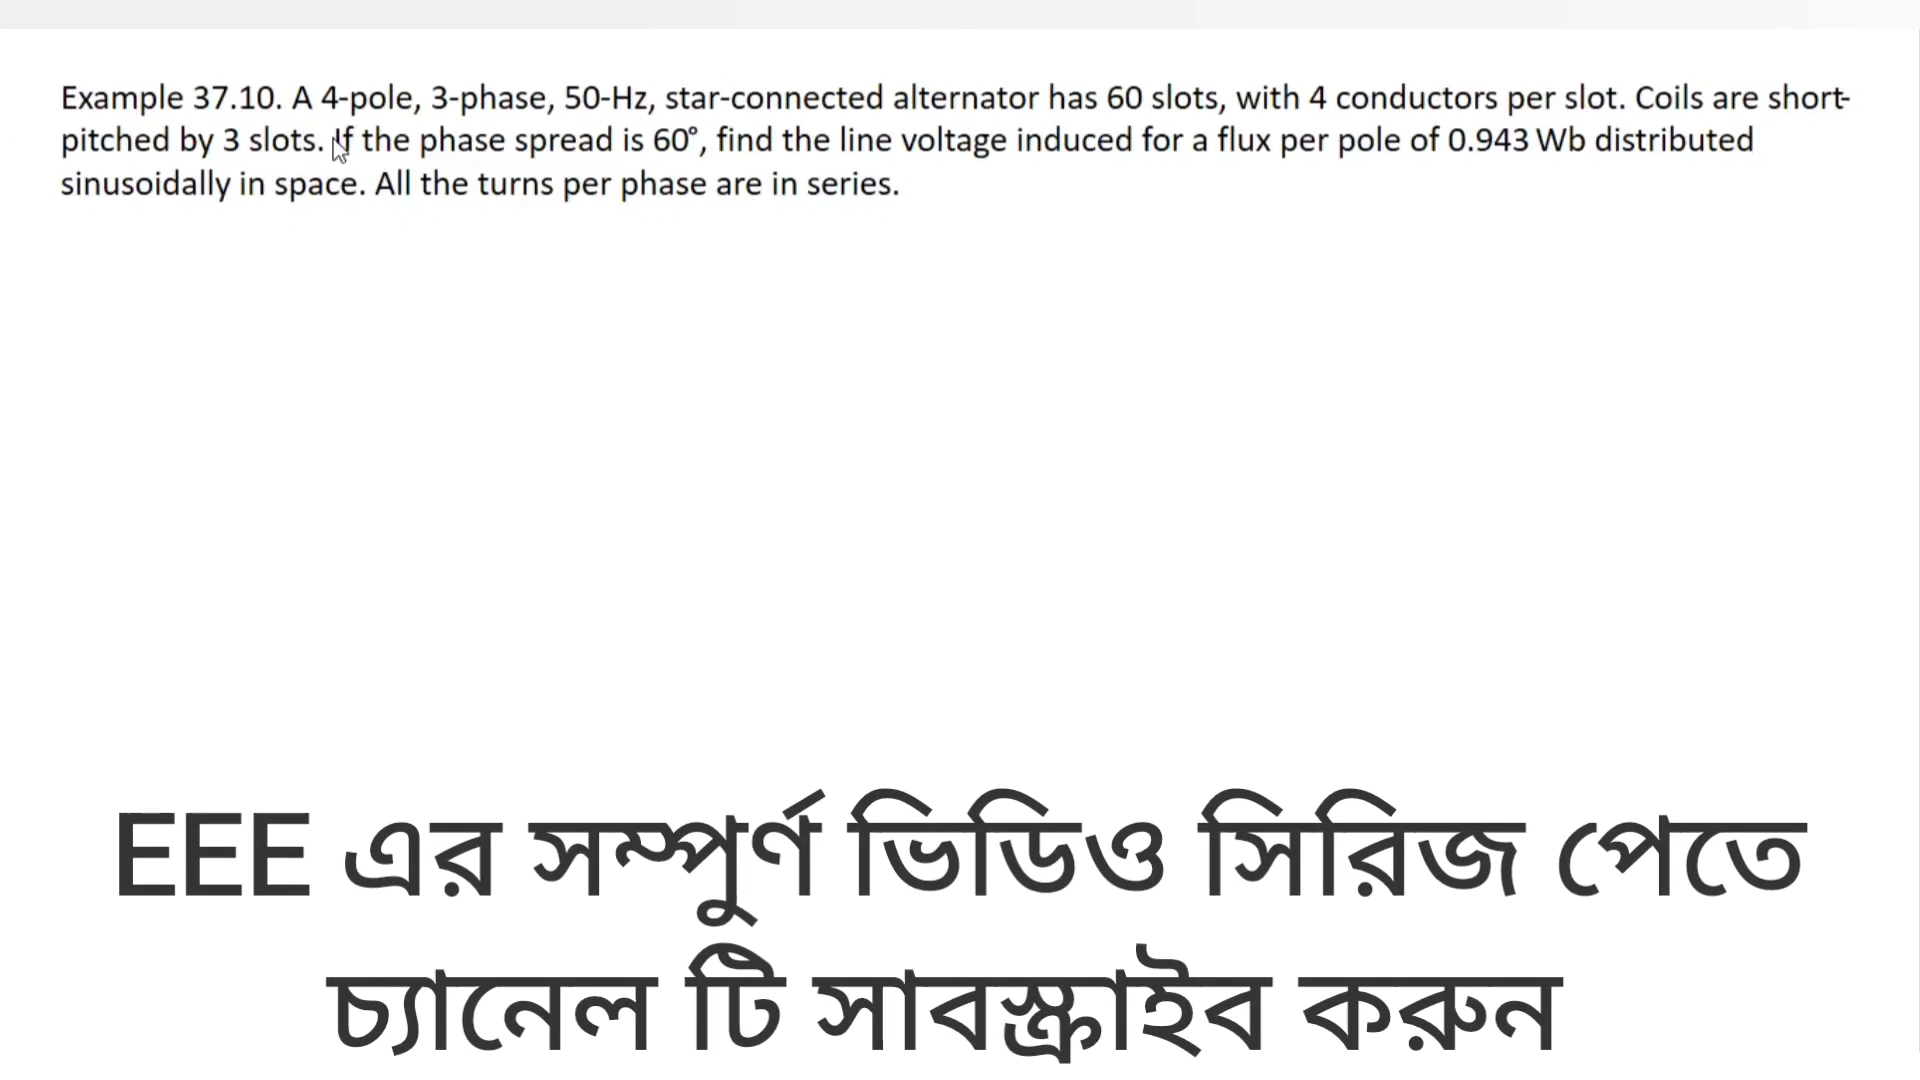 Example 37.10. A 4-pole, 3-phase, 50-Hz, star-connected alternator has 60 slots, with 4 conductors per slot. Coils are short-
pitched by 3 slots. If the phase spread is 60°, find the line voltage induced for a flux per pole of 0.943 Wb distributed
sinusoidally in space. All the turns per phase are in series.
EEE এর সম্পুর্ণ ভিডিও সিরিজ পেতে
চ্যানেল টি সাবস্ক্রাইব করুন